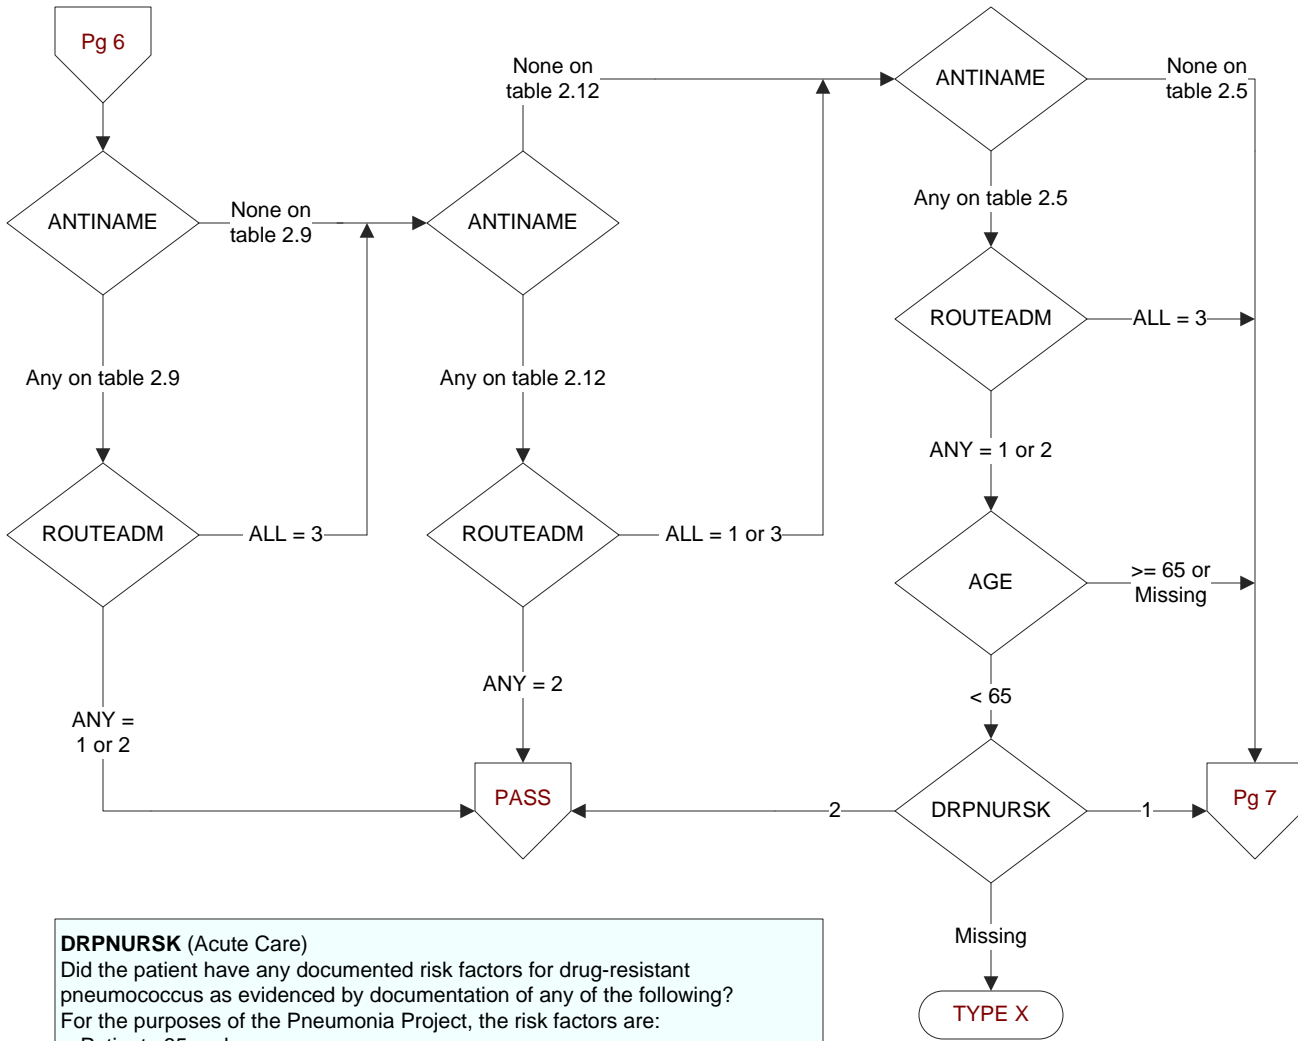 Pg 6
ANTINAME
None on
table 2.9
Any on table 2.9
ROUTEADM
ALL = 3
ANY =
1 or 2
None on
table 2.12
ANTINAME
Any on table 2.12
ROUTEADM
ALL = 1 or 3
ANY = 2
PASS
ANTINAME
None on
table 2.5
Any on table 2.5
ROUTEADM
ALL = 3
ANY = 1 or 2
AGE
>= 65 or
Missing
< 65
DRPNURSK
2
1
Pg 7
Missing
TYPE X
DRPNURSK (Acute Care)
Did the patient have any documented risk factors for drug-resistant
pneumococcus as evidenced by documentation of any of the following?
For the purposes of the Pneumonia Project, the risk factors are: